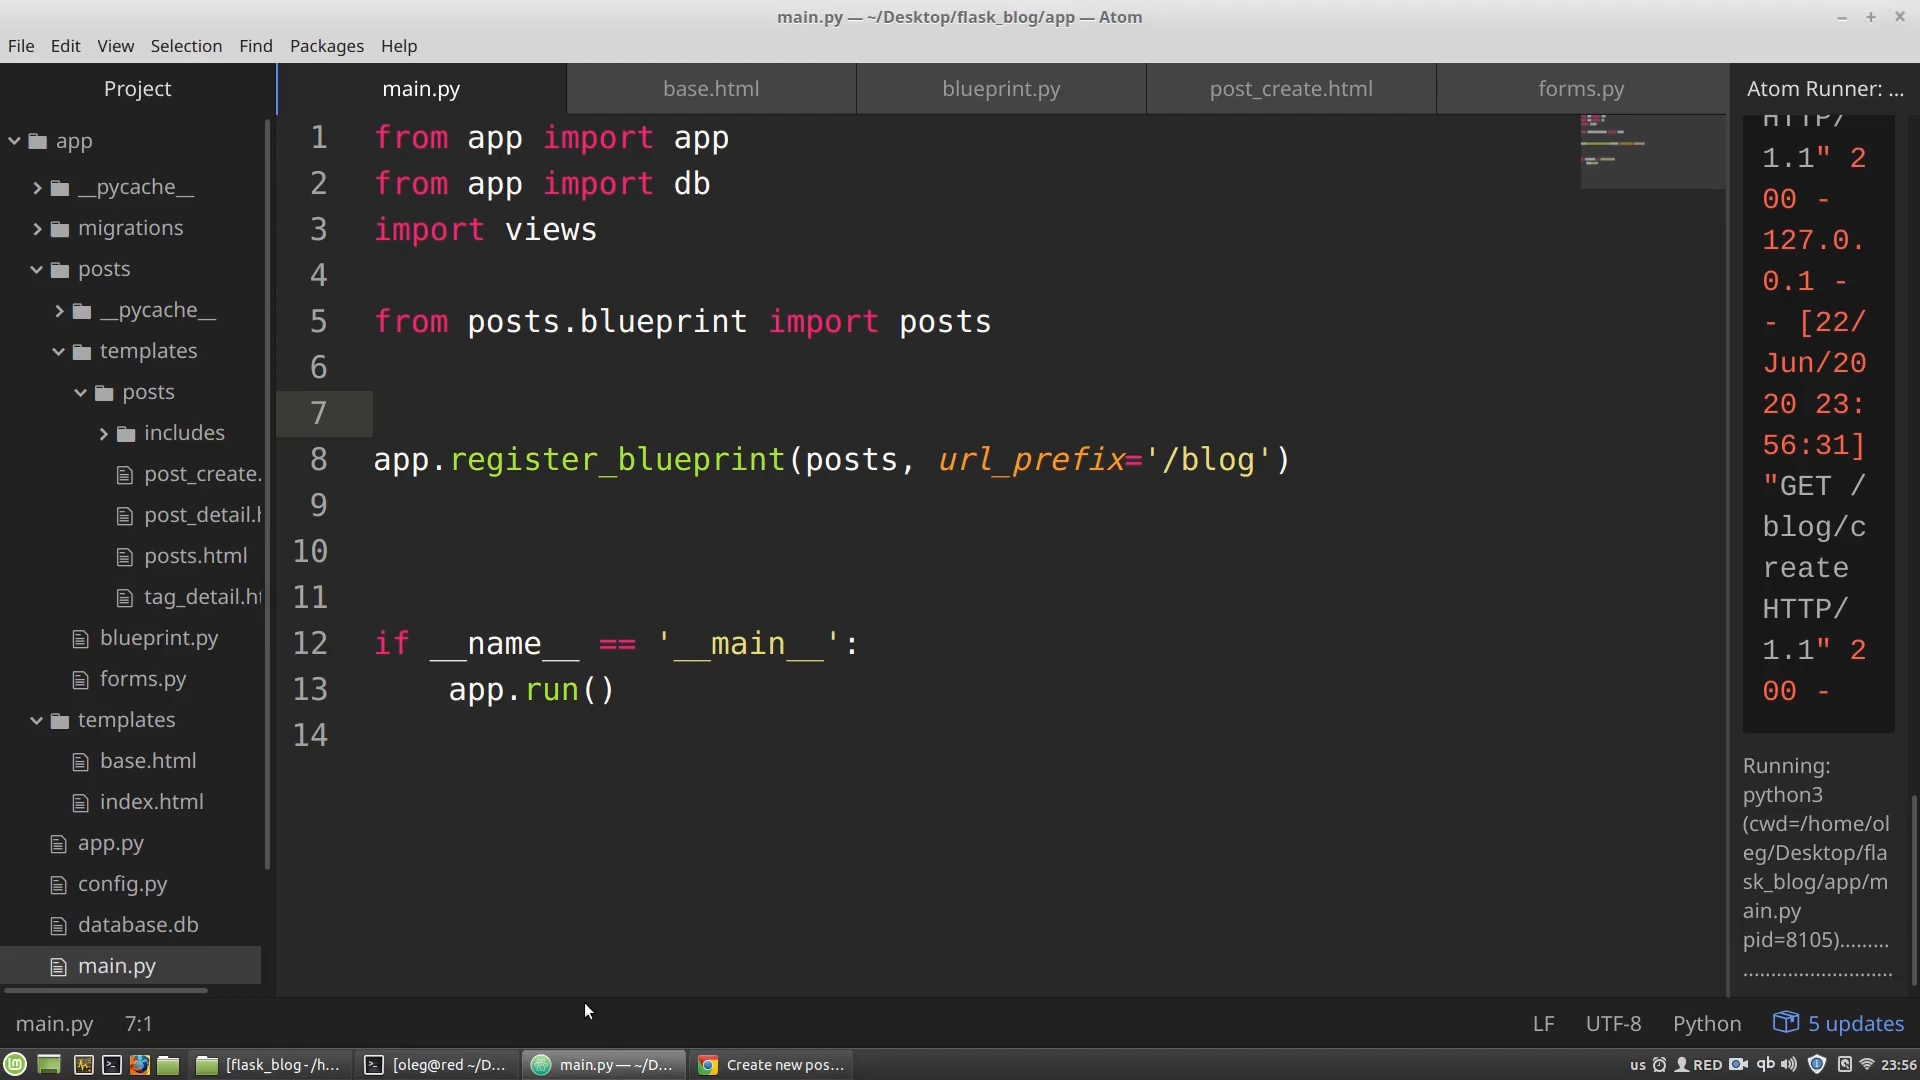 main.py — ~/Desktop/flask_blog/app — Atom
File Edit View Selection Find Packages Help
Project
app
__pycache__
migrations
posts
__pycache__
templates
posts
includes
post_create.
post_detail.h
posts.html
tag_detail.ht
blueprint.py
forms.py
templates
base.html
index.html
app.py
config.py
database.db
main.py
main.py base.html blueprint.py post_create.html forms.py
1 from app import app
2 from app import db
3 import views
4
5 from posts.blueprint import posts
6
7
8 app.register_blueprint(posts, url_prefix='/blog')
9
10
11
12 if __name__ == '__main__':
13     app.run()
14
Atom Runner: ...
HTTP/
1.1" 2
00 -
127.0.
0.1 -
- [22/
Jun/20
20 23:
56:31]
"GET /
blog/c
reate
HTTP/
1.1" 2
00 -
Running:
python3
(cwd=/home/ol
eg/Desktop/fla
sk_blog/app/m
ain.py
pid=8105).........
...........................
main.py 7:1
LF UTF-8 Python 5 updates
[flask_blog - /h... [oleg@red ~/D... main.py — ~/D... Create new pos...
us RED qb 23:56